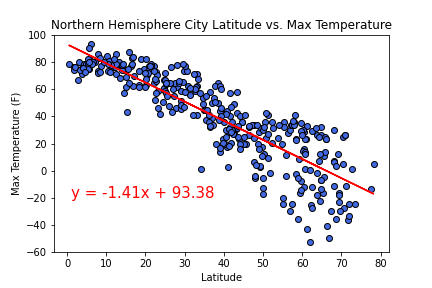 Northern Hemisphere City Latitude vs. Max Temperature
100
80
60
40
20
0
−20
−40
−60
Max Temperature (F)
y = -1.41x + 93.38
0 10 20 30 40 50 60 70 80
Latitude